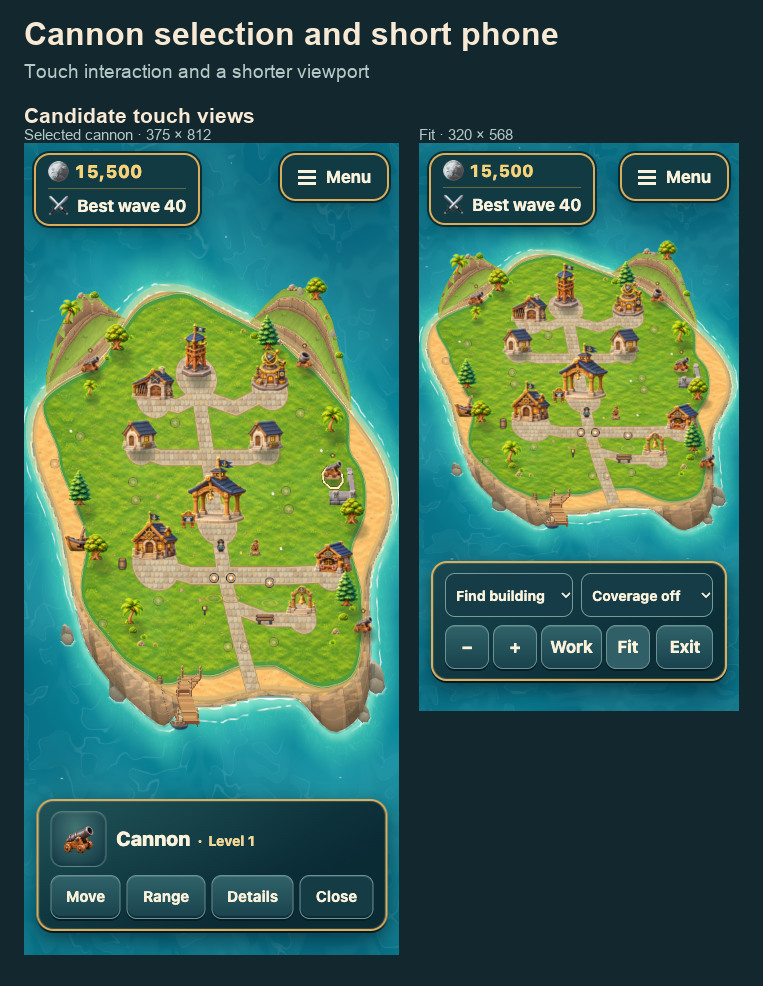 Cannon selection and short phone
Touch interaction and a shorter viewport
Candidate touch views
Selected cannon · 375 × 812
15,500
Best wave 40
Menu
Cannon · Level 1
Move Range Details Close
Fit · 320 × 568
15,500
Best wave 40
Menu
Find building Coverage off
− + Work Fit Exit